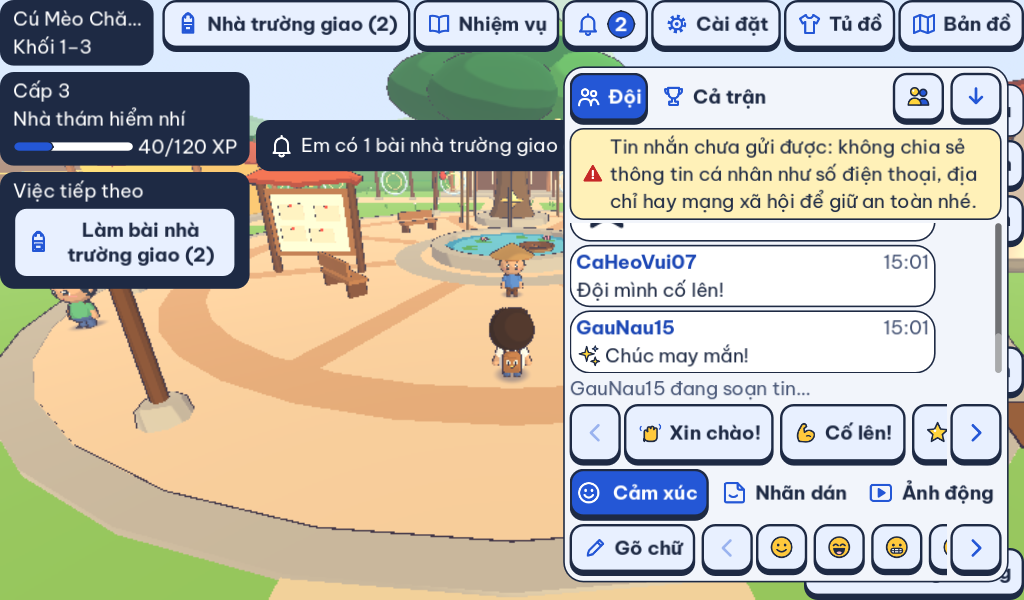 Cú Mèo Chă...
Khối 1–3
Nhà trường giao (2)
Nhiệm vụ
2
Cài đặt
Tủ đồ
Bản đồ
Cấp 3
Nhà thám hiểm nhí
40/120 XP
Em có 1 bài nhà trường giao
Việc tiếp theo
Làm bài nhà
trường giao (2)
Đội
Cả trận
Tin nhắn chưa gửi được: không chia sẻ
thông tin cá nhân như số điện thoại, địa
chỉ hay mạng xã hội để giữ an toàn nhé.
CaHeoVui07 15:01
Đội mình cố lên!
GauNau15 15:01
Chúc may mắn!
GauNau15 đang soạn tin...
Xin chào!
Cố lên!
Cảm xúc
Nhãn dán
Ảnh động
Gõ chữ